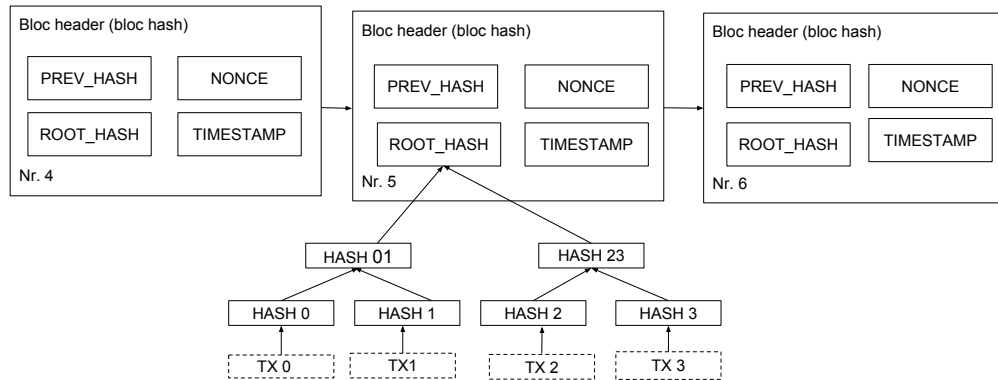 Bloc header (bloc hash)
PREV_HASH
NONCE
ROOT_HASH
TIMESTAMP
Nr. 4
Bloc header (bloc hash)
PREV_HASH
NONCE
ROOT_HASH
TIMESTAMP
Nr. 5
Bloc header (bloc hash)
PREV_HASH
NONCE
ROOT_HASH
TIMESTAMP
Nr. 6
HASH 01
HASH 23
HASH 0
HASH 1
HASH 2
HASH 3
TX 0
TX1
TX 2
TX 3